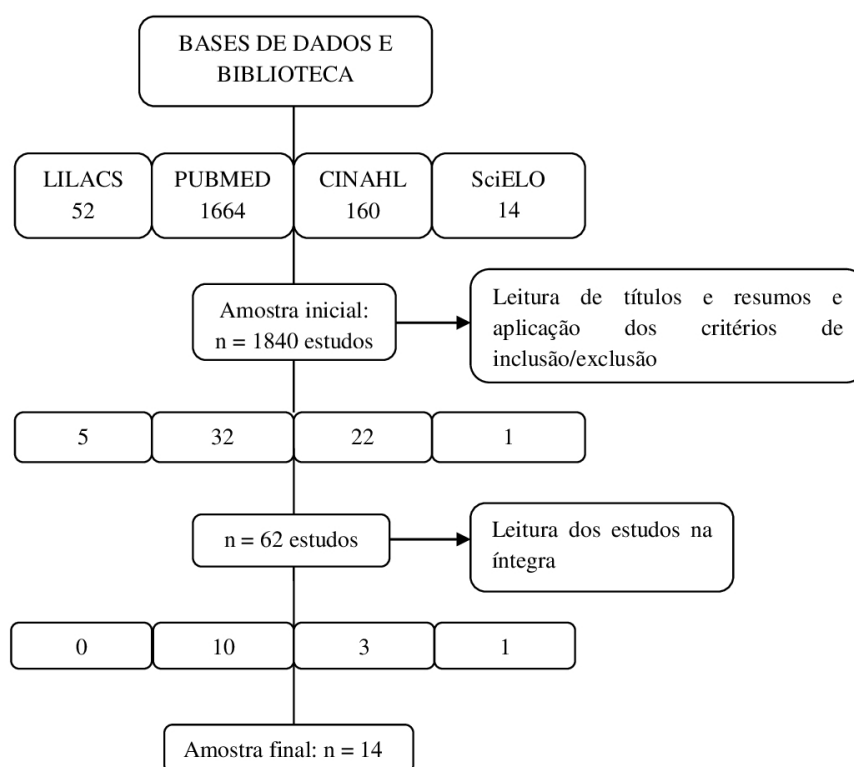 BASES DE DADOS E
BIBLIOTECA
LILACS
52
PUBMED
1664
CINAHL
160
SciELO
14
Amostra inicial:
n = 1840 estudos
Leitura de títulos e resumos e
aplicação dos critérios de
inclusão/exclusão
5
32
22
1
n = 62 estudos
Leitura dos estudos na
íntegra
0
10
3
1
Amostra final: n = 14